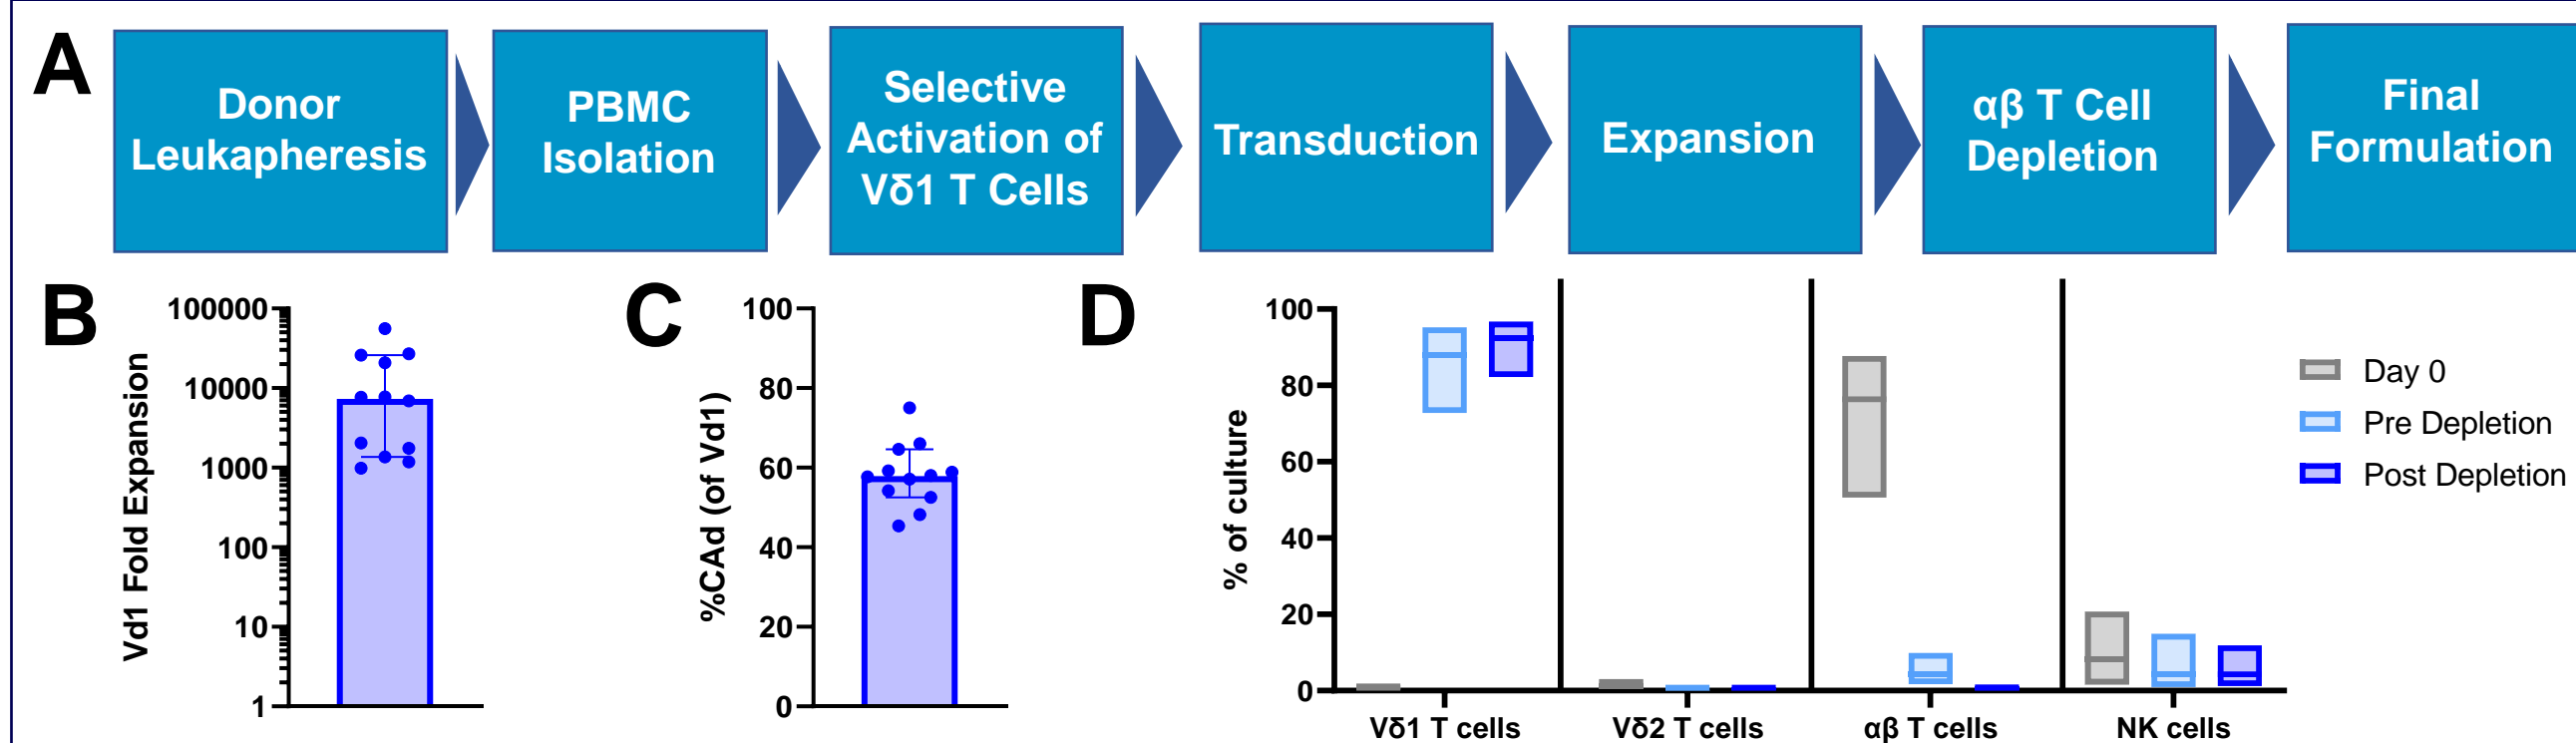 A
Donor
Leukapheresis
PBMC
Isolation
Selective
Activation of
Vδ1 T Cells
Transduction
Expansion
αβ T Cell
Depletion
Final
Formulation
B
Vd1 Fold Expansion
100000
10000
1000
100
10
1
C
%CAd (of Vd1)
100
80
60
40
20
0
D
% of culture
100
80
60
40
20
0
Vδ1 T cells
Vδ2 T cells
αβ T cells
NK cells
Day 0
Pre Depletion
Post Depletion